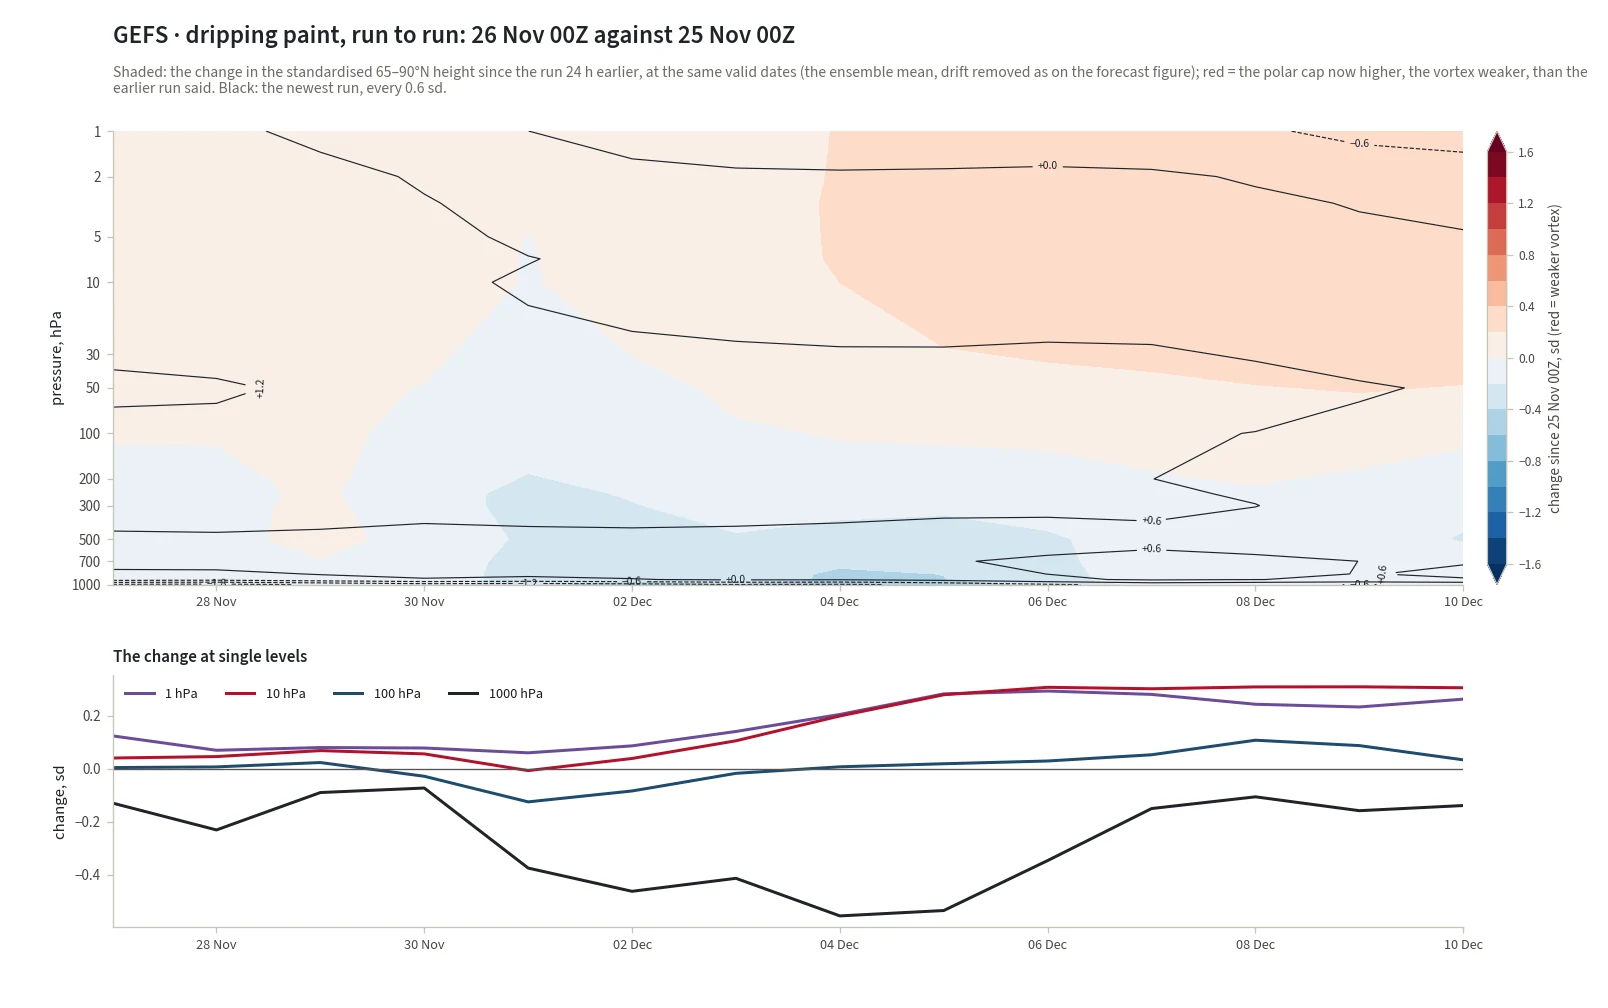 GEFS · dripping paint, run to run: 26 Nov 00Z against 25 Nov 00Z
Shaded: the change in the standardised 65–90°N height since the run 24 h earlier, at the same valid dates (the ensemble mean, drift removed as on the forecast figure); red = the polar cap now higher, the vortex weaker, than the
earlier run said. Black: the newest run, every 0.6 sd.
pressure, hPa
1
2
5
10
30
50
100
200
300
500
700
1000
−0.6
+0.0
+1.2
+0.6
+0.6
−0.6
+0.0
−0.6
−0.6
28 Nov
30 Nov
02 Dec
04 Dec
06 Dec
08 Dec
10 Dec
1.6
1.2
0.8
0.4
0.0
−0.4
−0.8
−1.2
−1.6
change since 25 Nov 00Z, sd (red = weaker vortex)
The change at single levels
1 hPa
10 hPa
100 hPa
1000 hPa
change, sd
0.2
0.0
−0.2
−0.4
28 Nov
30 Nov
02 Dec
04 Dec
06 Dec
08 Dec
10 Dec